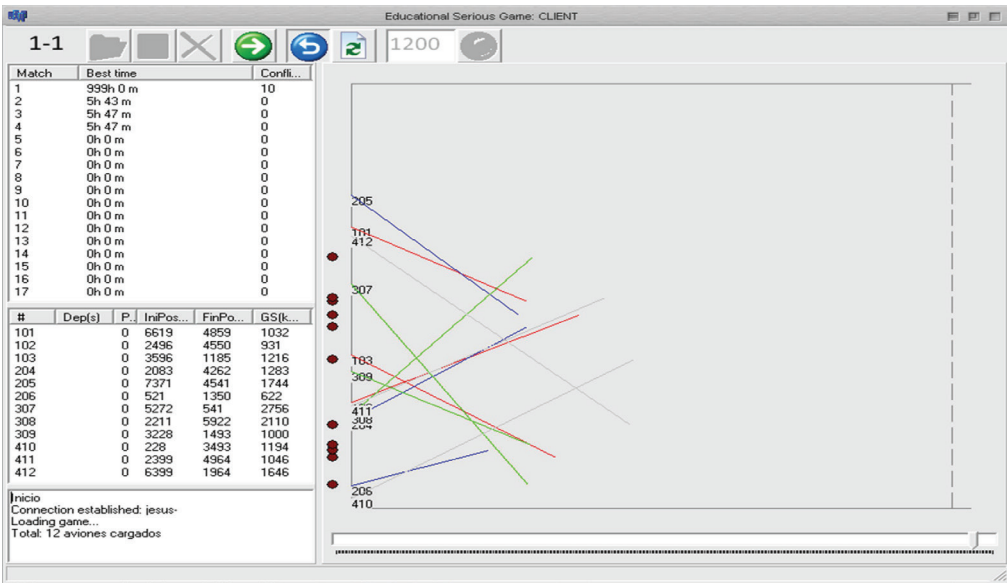 Educational Serious Game: CLIENT
1-1
1200
Match Best time Confli...
1 999h 0 m 10
2 5h 43 m 0
3 5h 47 m 0
4 5h 47 m 0
5 0h 0 m 0
6 0h 0 m 0
7 0h 0 m 0
8 0h 0 m 0
9 0h 0 m 0
10 0h 0 m 0
11 0h 0 m 0
12 0h 0 m 0
13 0h 0 m 0
14 0h 0 m 0
15 0h 0 m 0
16 0h 0 m 0
17 0h 0 m 0
# Dep(s) P... IniPos... FinPo... GS(k...
101 0 6619 4859 1032
102 0 2496 4550 931
103 0 3596 1185 1216
204 0 2083 4262 1283
205 0 7371 4541 1744
206 0 521 1350 622
307 0 5272 541 2756
308 0 2211 5922 2110
309 0 3228 1493 1000
410 0 228 3493 1194
411 0 2399 4964 1046
412 0 6399 1964 1646
Inicio
Connection established: jesus-
Loading game...
Total: 12 aviones cargados
205
101
412
307
103
309
411
308
204
206
410